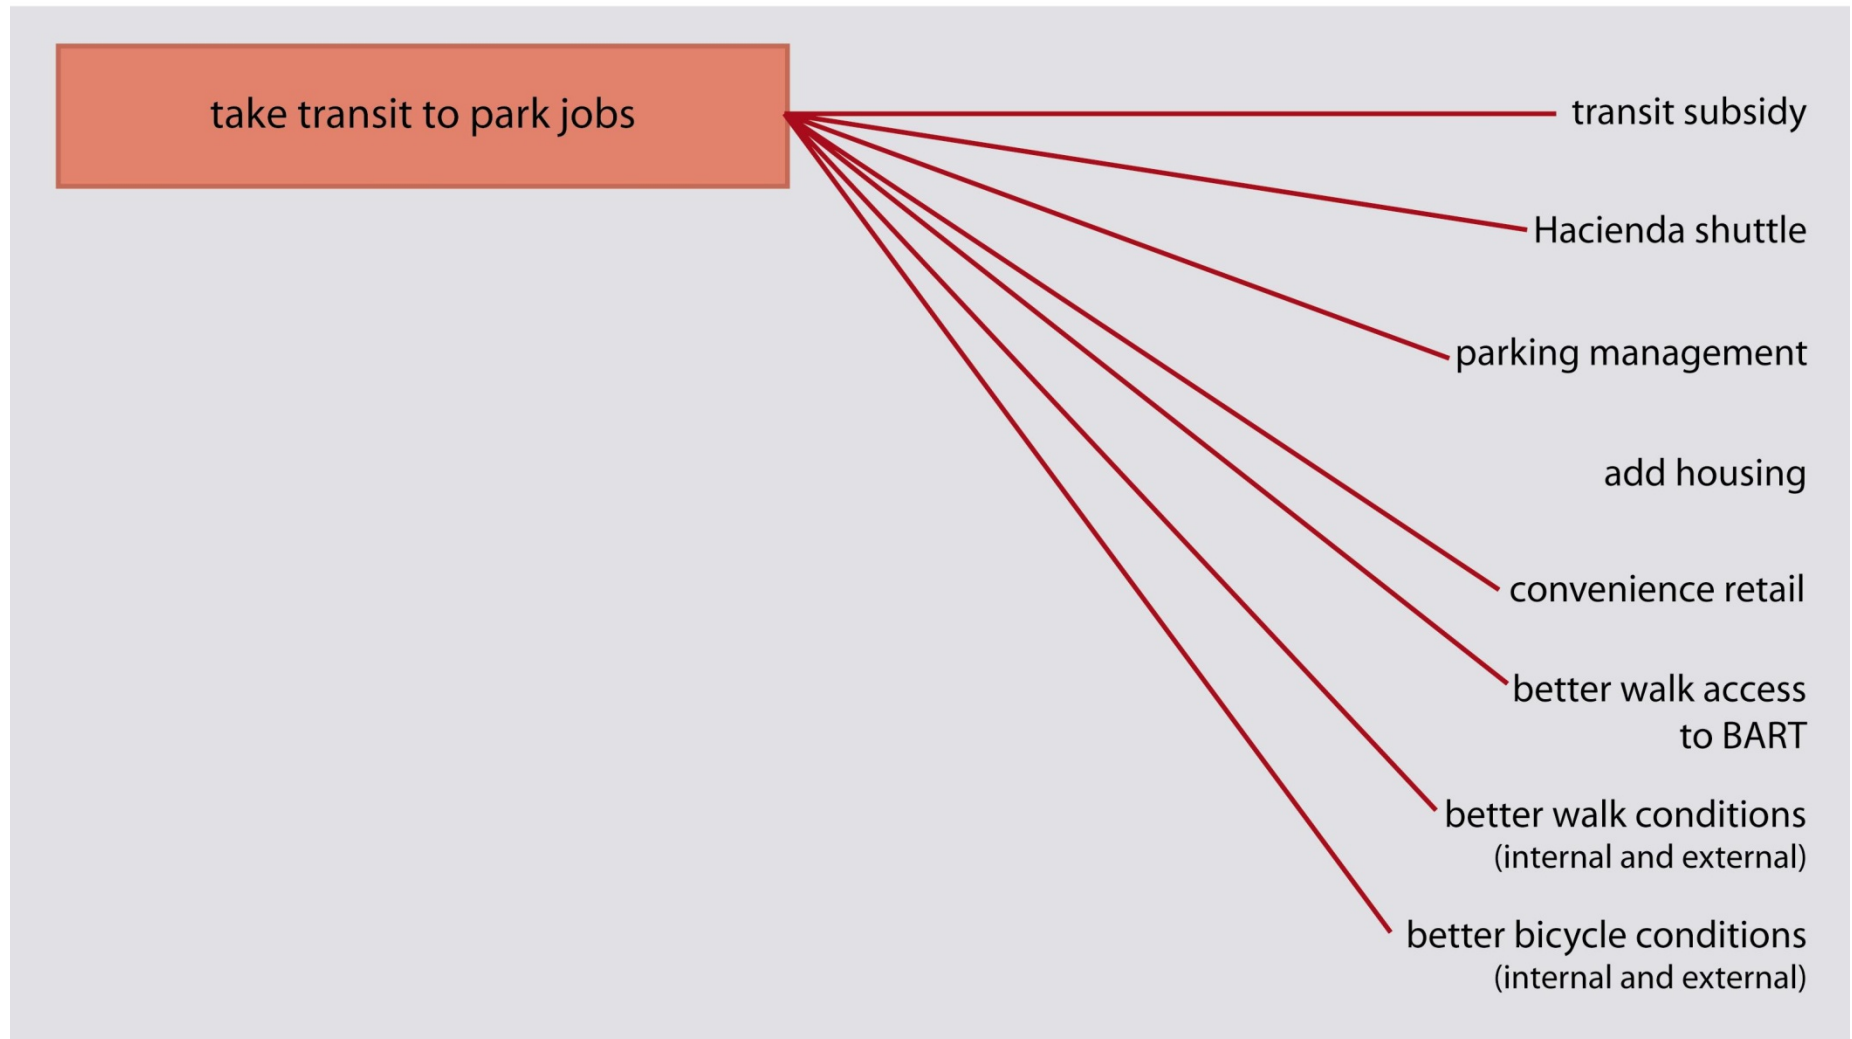 take transit to park jobs
transit subsidy
Hacienda shuttle
parking management
add housing
convenience retail
better walk access
to BART
better walk conditions
(internal and external)
better bicycle conditions
(internal and external)